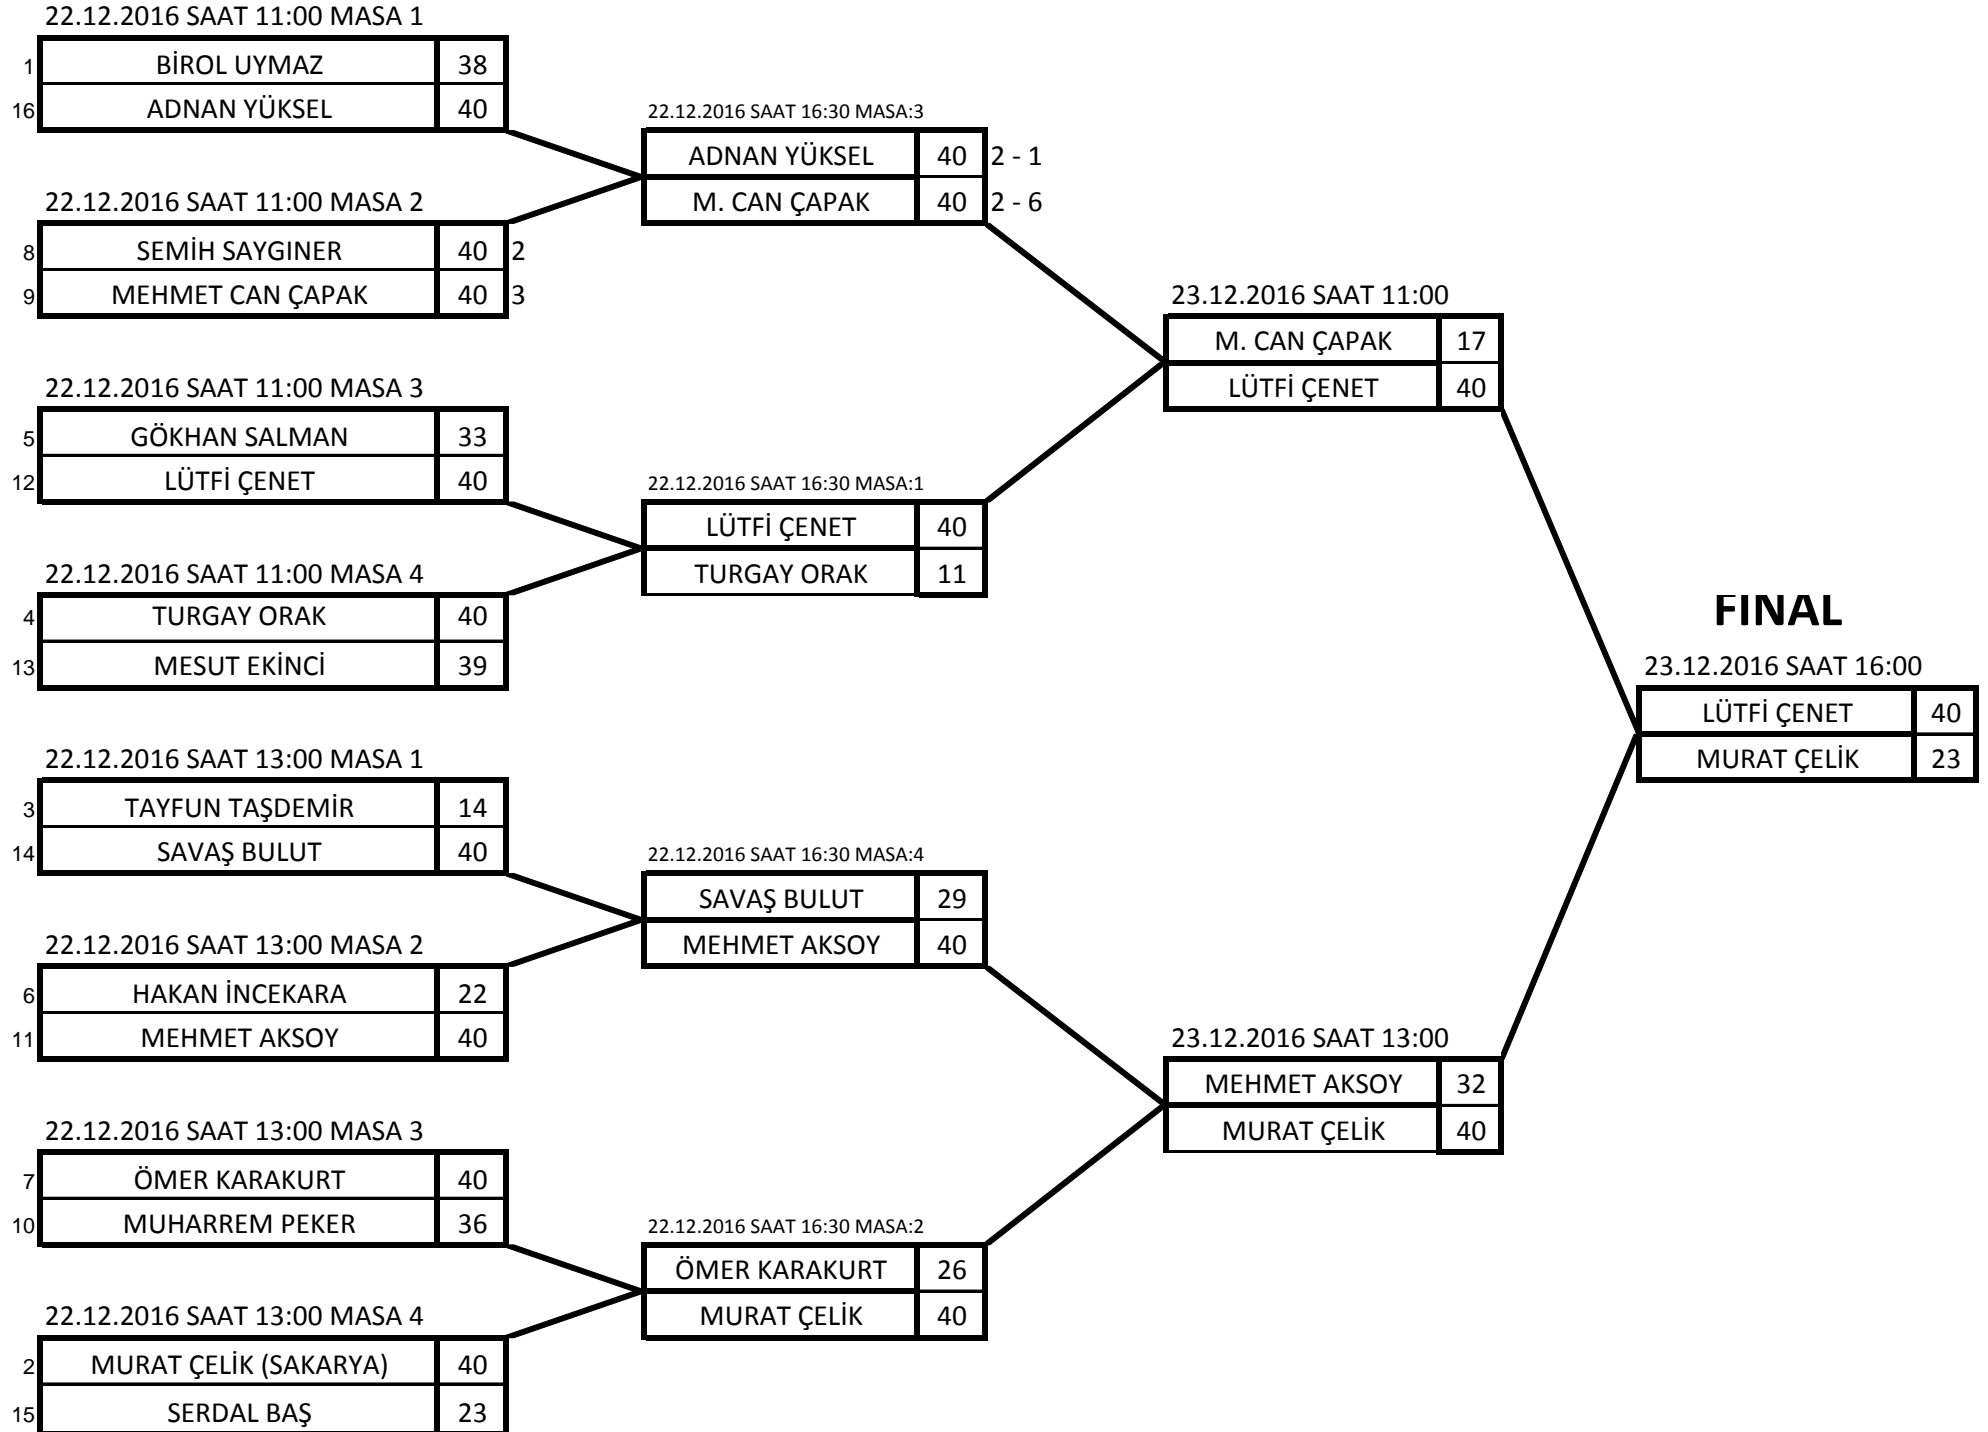 22.12.2016 SAAT 11:00 MASA 1
1 BİROL UYMAZ 38
16 ADNAN YÜKSEL 40
22.12.2016 SAAT 11:00 MASA 2
8 SEMİH SAYGINER 40 2
9 MEHMET CAN ÇAPAK 40 3
22.12.2016 SAAT 11:00 MASA 3
5 GÖKHAN SALMAN 33
12 LÜTFİ ÇENET 40
22.12.2016 SAAT 11:00 MASA 4
4 TURGAY ORAK 40
13 MESUT EKİNCİ 39
22.12.2016 SAAT 13:00 MASA 1
3 TAYFUN TAŞDEMİR 14
14 SAVAŞ BULUT 40
22.12.2016 SAAT 13:00 MASA 2
6 HAKAN İNCEKARA 22
11 MEHMET AKSOY 40
22.12.2016 SAAT 13:00 MASA 3
7 ÖMER KARAKURT 40
10 MUHARREM PEKER 36
22.12.2016 SAAT 13:00 MASA 4
2 MURAT ÇELİK (SAKARYA) 40
15 SERDAL BAŞ 23
22.12.2016 SAAT 16:30 MASA:3
ADNAN YÜKSEL 40 2 - 1
M. CAN ÇAPAK 40 2 - 6
22.12.2016 SAAT 16:30 MASA:1
LÜTFİ ÇENET 40
TURGAY ORAK 11
22.12.2016 SAAT 16:30 MASA:4
SAVAŞ BULUT 29
MEHMET AKSOY 40
22.12.2016 SAAT 16:30 MASA:2
ÖMER KARAKURT 26
MURAT ÇELİK 40
23.12.2016 SAAT 11:00
M. CAN ÇAPAK 17
LÜTFİ ÇENET 40
23.12.2016 SAAT 13:00
MEHMET AKSOY 32
MURAT ÇELİK 40
FINAL
23.12.2016 SAAT 16:00
LÜTFİ ÇENET 40
MURAT ÇELİK 23